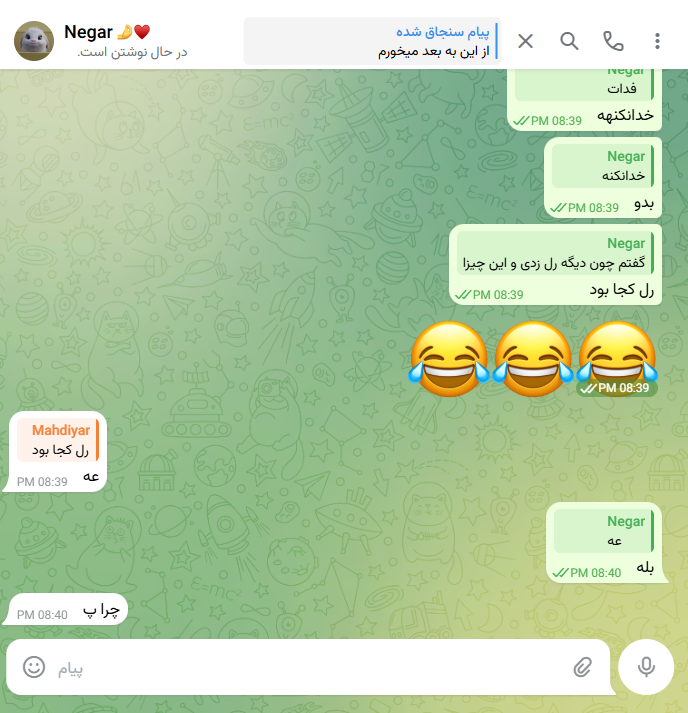 Negar
در حال نوشتن است.
پیام سنجاق شده
از این به بعد میخورم
Negar
فدات
خدانکنهه
08:39 PM
Negar
خدانکنه
بدو
08:39 PM
Negar
گفتم چون دیگه رل زدی و این چیزا
رل کجا بود
08:39 PM
😂😂😂
08:39 PM
Mahdiyar
رل کجا بود
عه
08:39 PM
Negar
عه
بله
08:40 PM
چرا پ
08:40 PM
پیام